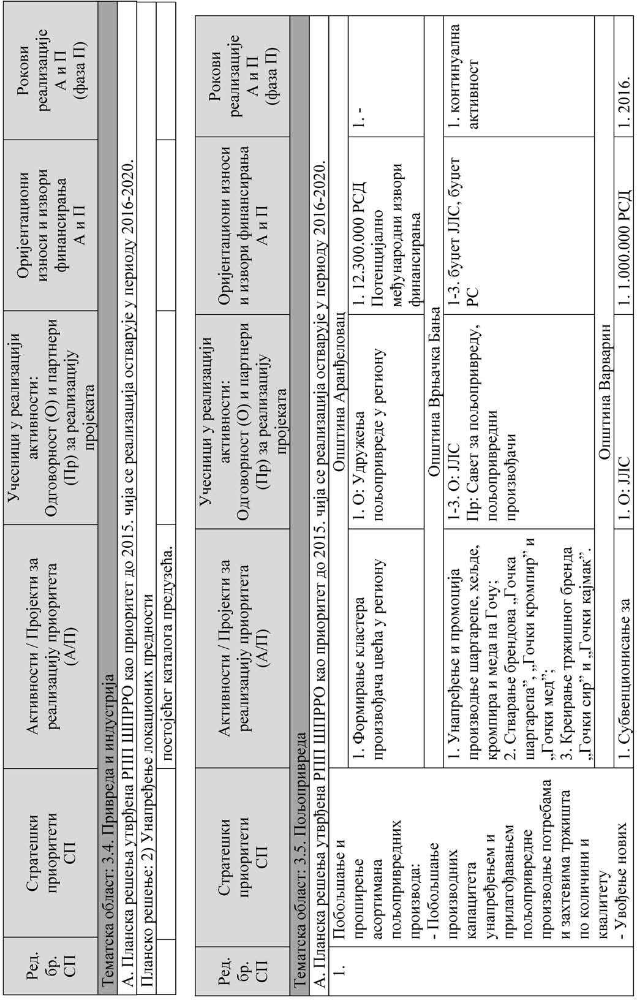 Ред.
бр.
СП
Стратешки
приоритети
СП
Активности / Пројекти за
реализацију приоритета
(А/П)
Учесници у реализацији
активности:
Одговорност (О) и партнери
(Пр) за реализацију
пројеката
Оријентациони
износи и извори
финансирања
А и П
Рокови
реализације
А и П
(фаза П)
Тематска област: 3.4. Привреда и индустрија
А. Планска решења утврђена РПП ШПРРО као приоритет до 2015. чија се реализација остварује у периоду 2016-2020.
Планско решење: 2) Унапређење локационих предности
постојећег каталога предузећа.
Ред.
бр.
СП
Стратешки
приоритети
СП
Активности / Пројекти за
реализацију приоритета
(А/П)
Учесници у реализацији
активности:
Одговорност (О) и партнери
(Пр) за реализацију
пројеката
Оријентациони износи
и извори финансирања
А и П
Рокови
реализације
А и П
(фаза П)
Тематска област: 3.5. Пољопривреда
А. Планска решења утврђена РПП ШПРРО као приоритет до 2015. чија се реализација остварује у периоду 2016-2020.
1.
Побољшање и
проширење
асортимана
пољопривредних
производа:
- Побољшање
производних
капацитета
унапређењем и
прилагођавањем
пољопривредне
производње потребама
и захтевима тржишта
по количини и
квалитету
- Увођење нових
Општина Аранђеловац
1. Формирање кластера
произвођача цвећа у региону
1. О: Удружења
пољопривреде у региону
1. 12.300.000 РСД
Потенцијално
међународни извори
финансирања
1. -
Општина Врњачка Бања
1. Унапређење и промоција
производње шаргарепе, хељде,
кромпира и меда на Гочу;
2. Стварање брендова „Гочка
шаргарепа”, „Гочки кромпир” и
„Гочки мед”;
3. Креирање тржишног бренда
„Гочки сир” и „Гочки кајмак”.
1-3. О: ЈЛС
Пр: Савет за пољопривреду,
пољопривредни
произвођачи
1-3. буџет ЈЛС, буџет
РС
1. континуална
активност
Општина Варварин
1. Субвенционисање за
1. О: ЈЛС
1. 1.000.000 РСД
1. 2016.